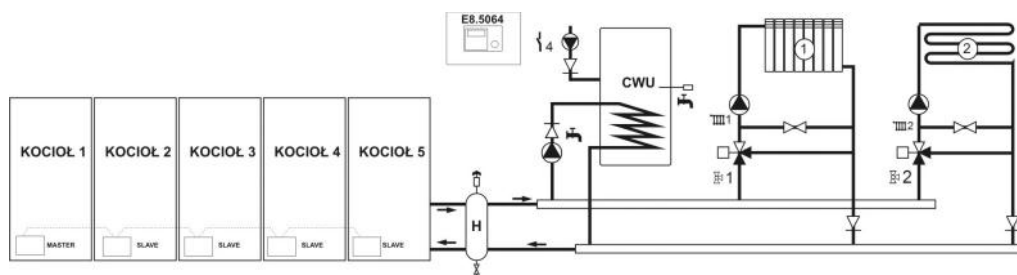 E8.5064
4
CWU
1
2
KOCIOŁ 1
KOCIOŁ 2
KOCIOŁ 3
KOCIOŁ 4
KOCIOŁ 5
1
2
1
2
H
MASTER
SLAVE
SLAVE
SLAVE
SLAVE